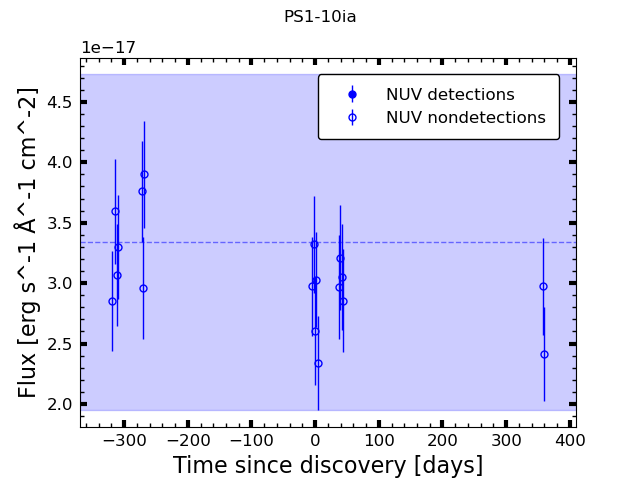 PS1-10ia
1e−17
NUV detections
NUV nondetections
Flux [erg s^-1 Å^-1 cm^-2]
4.5
4.0
3.5
3.0
2.5
2.0
−300 −200 −100 0 100 200 300 400
Time since discovery [days]